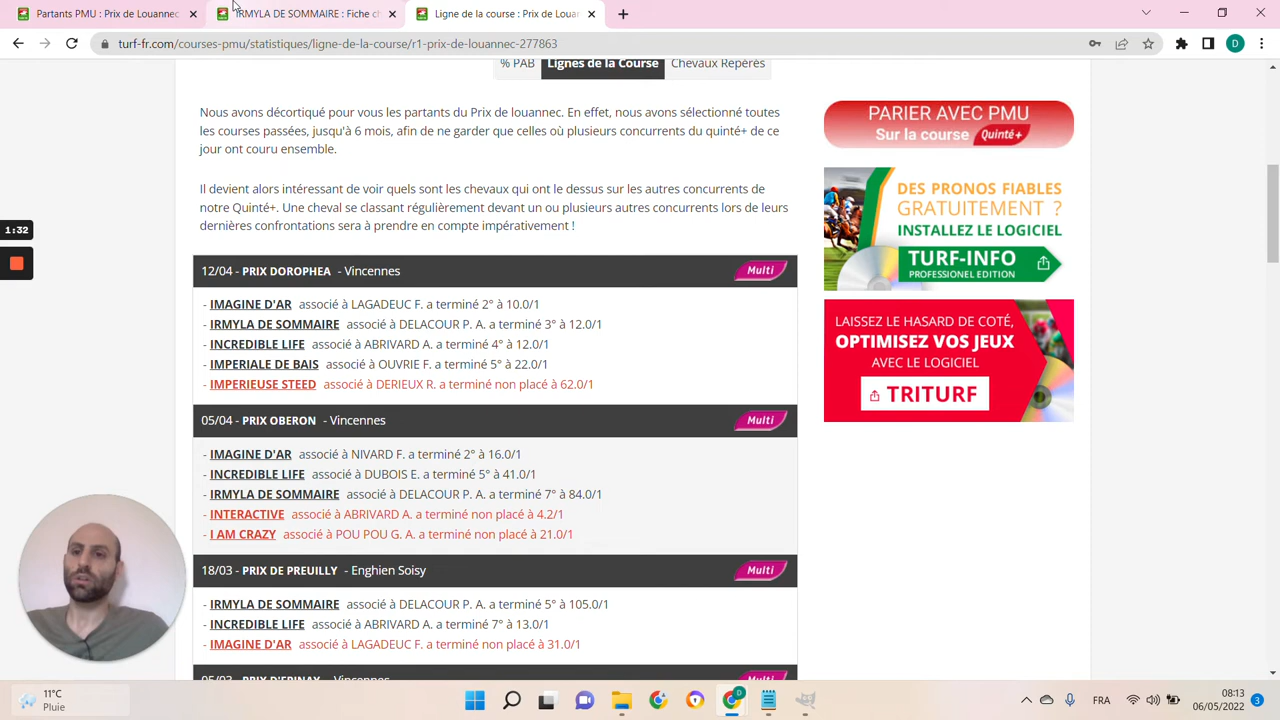 Partants PMU : Prix de Louannec
IRMYLA DE SOMMAIRE : Fiche ch
Ligne de la course : Prix de Louan
turf-fr.com/courses-pmu/statistiques/ligne-de-la-course/r1-prix-de-louannec-277863
D
% PAB
Lignes de la Course
Chevaux Repérés
Nous avons décortiqué pour vous les partants du Prix de louannec. En effet, nous avons sélectionné toutes
les courses passées, jusqu'à 6 mois, afin de ne garder que celles où plusieurs concurrents du quinté+ de ce
jour ont couru ensemble.
Il devient alors intéressant de voir quels sont les chevaux qui ont le dessus sur les autres concurrents de
notre Quinté+. Une cheval se classant régulièrement devant un ou plusieurs autres concurrents lors de leurs
dernières confrontations sera à prendre en compte impérativement !
12/04 - PRIX DOROPHEA - Vincennes
Multi
- IMAGINE D'AR associé à LAGADEUC F. a terminé 2° à 10.0/1
- IRMYLA DE SOMMAIRE associé à DELACOUR P. A. a terminé 3° à 12.0/1
- INCREDIBLE LIFE associé à ABRIVARD A. a terminé 4° à 12.0/1
- IMPERIALE DE BAIS associé à OUVRIE F. a terminé 5° à 22.0/1
- IMPERIEUSE STEED associé à DERIEUX R. a terminé non placé à 62.0/1
05/04 - PRIX OBERON - Vincennes
Multi
- IMAGINE D'AR associé à NIVARD F. a terminé 2° à 16.0/1
- INCREDIBLE LIFE associé à DUBOIS E. a terminé 5° à 41.0/1
- IRMYLA DE SOMMAIRE associé à DELACOUR P. A. a terminé 7° à 84.0/1
- INTERACTIVE associé à ABRIVARD A. a terminé non placé à 4.2/1
- I AM CRAZY associé à POU POU G. A. a terminé non placé à 21.0/1
18/03 - PRIX DE PREUILLY - Enghien Soisy
Multi
- IRMYLA DE SOMMAIRE associé à DELACOUR P. A. a terminé 5° à 105.0/1
- INCREDIBLE LIFE associé à ABRIVARD A. a terminé 7° à 13.0/1
- IMAGINE D'AR associé à LAGADEUC F. a terminé non placé à 31.0/1
05/03 - PRIX D'EPINAY - Vincennes
PARIER AVEC PMU
Sur la course Quinté+
DES PRONOS FIABLES
GRATUITEMENT ?
INSTALLEZ LE LOGICIEL
TURF-INFO
PROFESSIONEL EDITION
LAISSEZ LE HASARD DE COTÉ,
OPTIMISEZ VOS JEUX
AVEC LE LOGICIEL
TRITURF
1:32
11°C
Pluie
FRA
08:13
06/05/2022
3